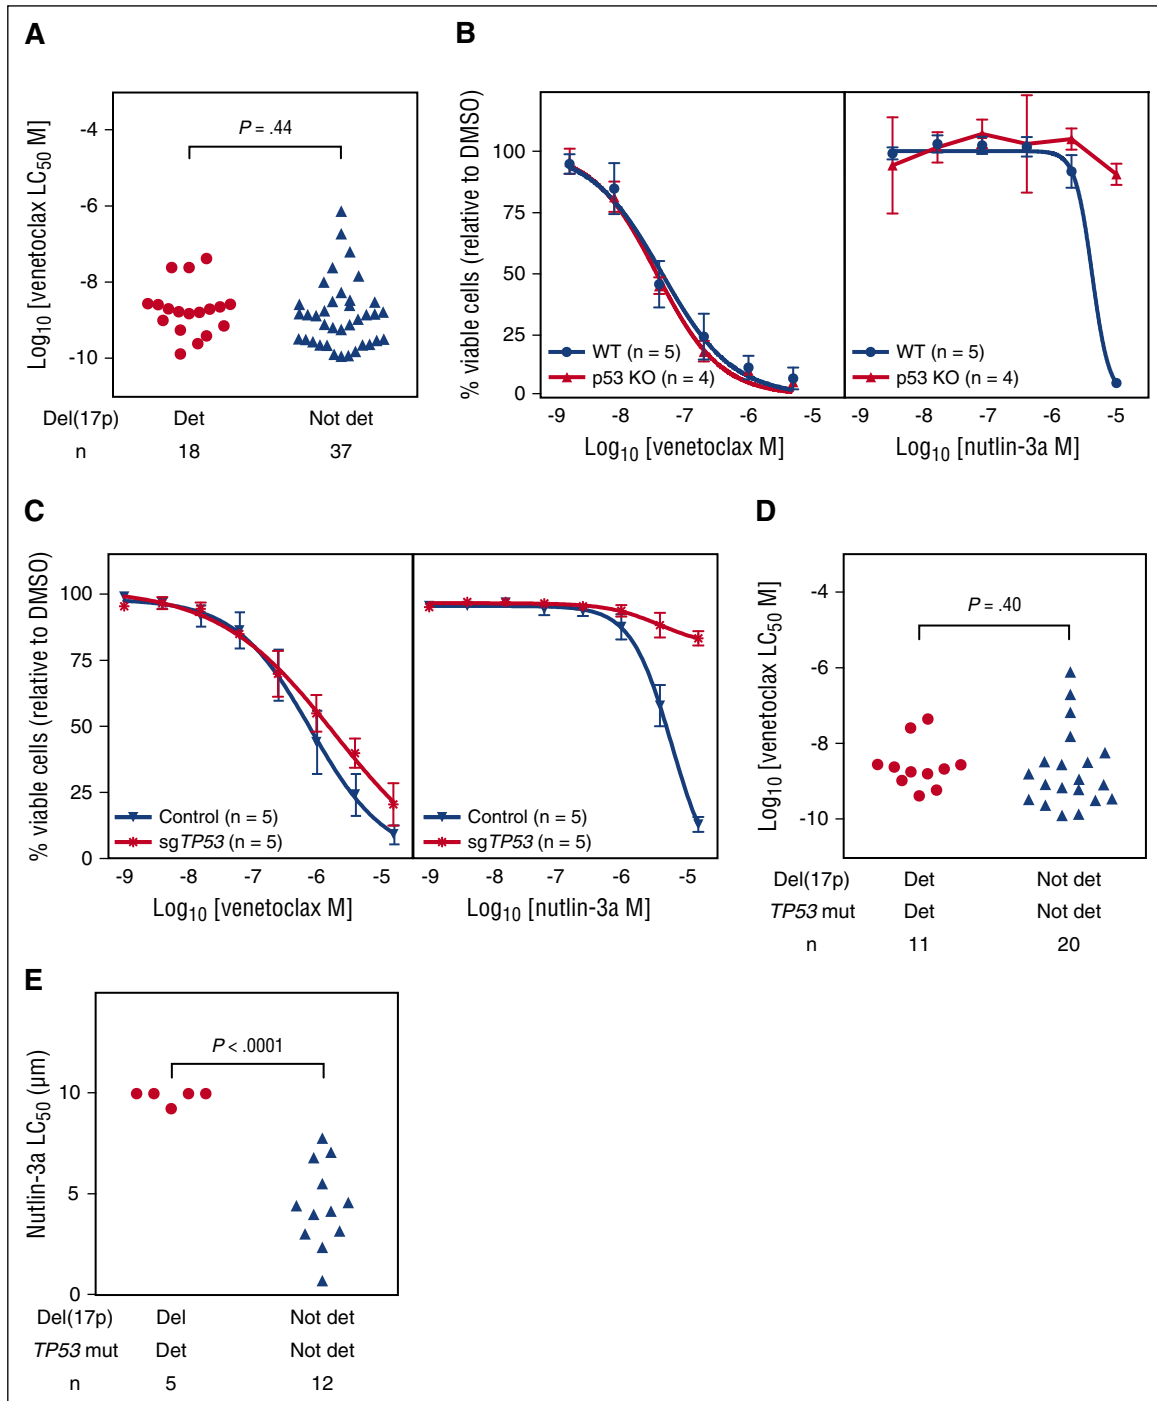 A
Log10 [venetoclax LC50 M]
-4
-6
-8
-10
P = .44
Del(17p) Det Not det
n 18 37
B
% viable cells (relative to DMSO)
100
75
50
25
0
WT (n = 5)
p53 KO (n = 4)
WT (n = 5)
p53 KO (n = 4)
-9 -8 -7 -6 -5 -9 -8 -7 -6 -5
Log10 [venetoclax M] Log10 [nutlin-3a M]
C
% viable cells (relative to DMSO)
100
75
50
25
0
Control (n = 5)
sgTP53 (n = 5)
Control (n = 5)
sgTP53 (n = 5)
-9 -8 -7 -6 -5 -9 -8 -7 -6 -5
Log10 [venetoclax M] Log10 [nutlin-3a M]
D
Log10 [venetoclax LC50 M]
-4
-6
-8
-10
P = .40
Del(17p) Det Not det
TP53 mut Det Not det
n 11 20
E
Nutlin-3a LC50 (µm)
10
5
0
P < .0001
Del(17p) Del Not det
TP53 mut Det Not det
n 5 12